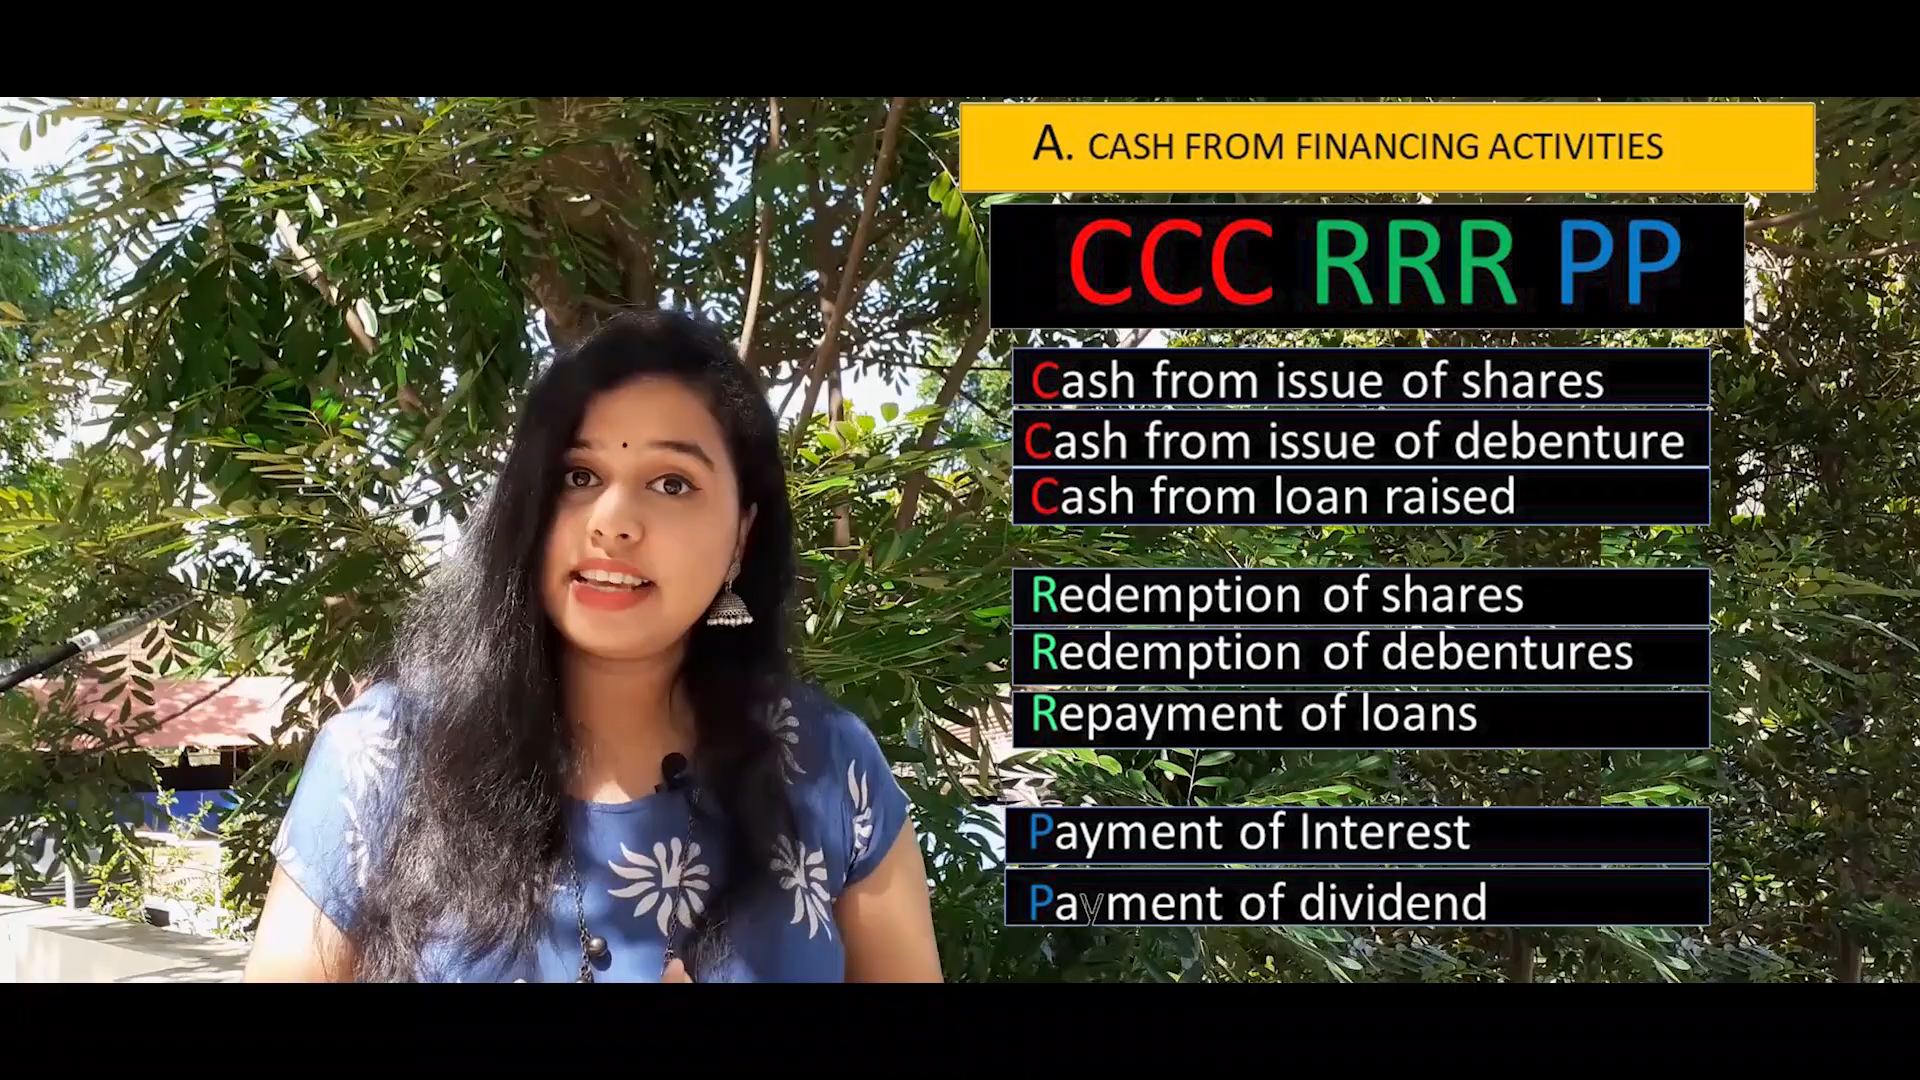 A. CASH FROM FINANCING ACTIVITIES
CCC RRR PP
Cash from issue of shares
Cash from issue of debenture
Cash from loan raised
Redemption of shares
Redemption of debentures
Repayment of loans
Payment of Interest
Payment of dividend